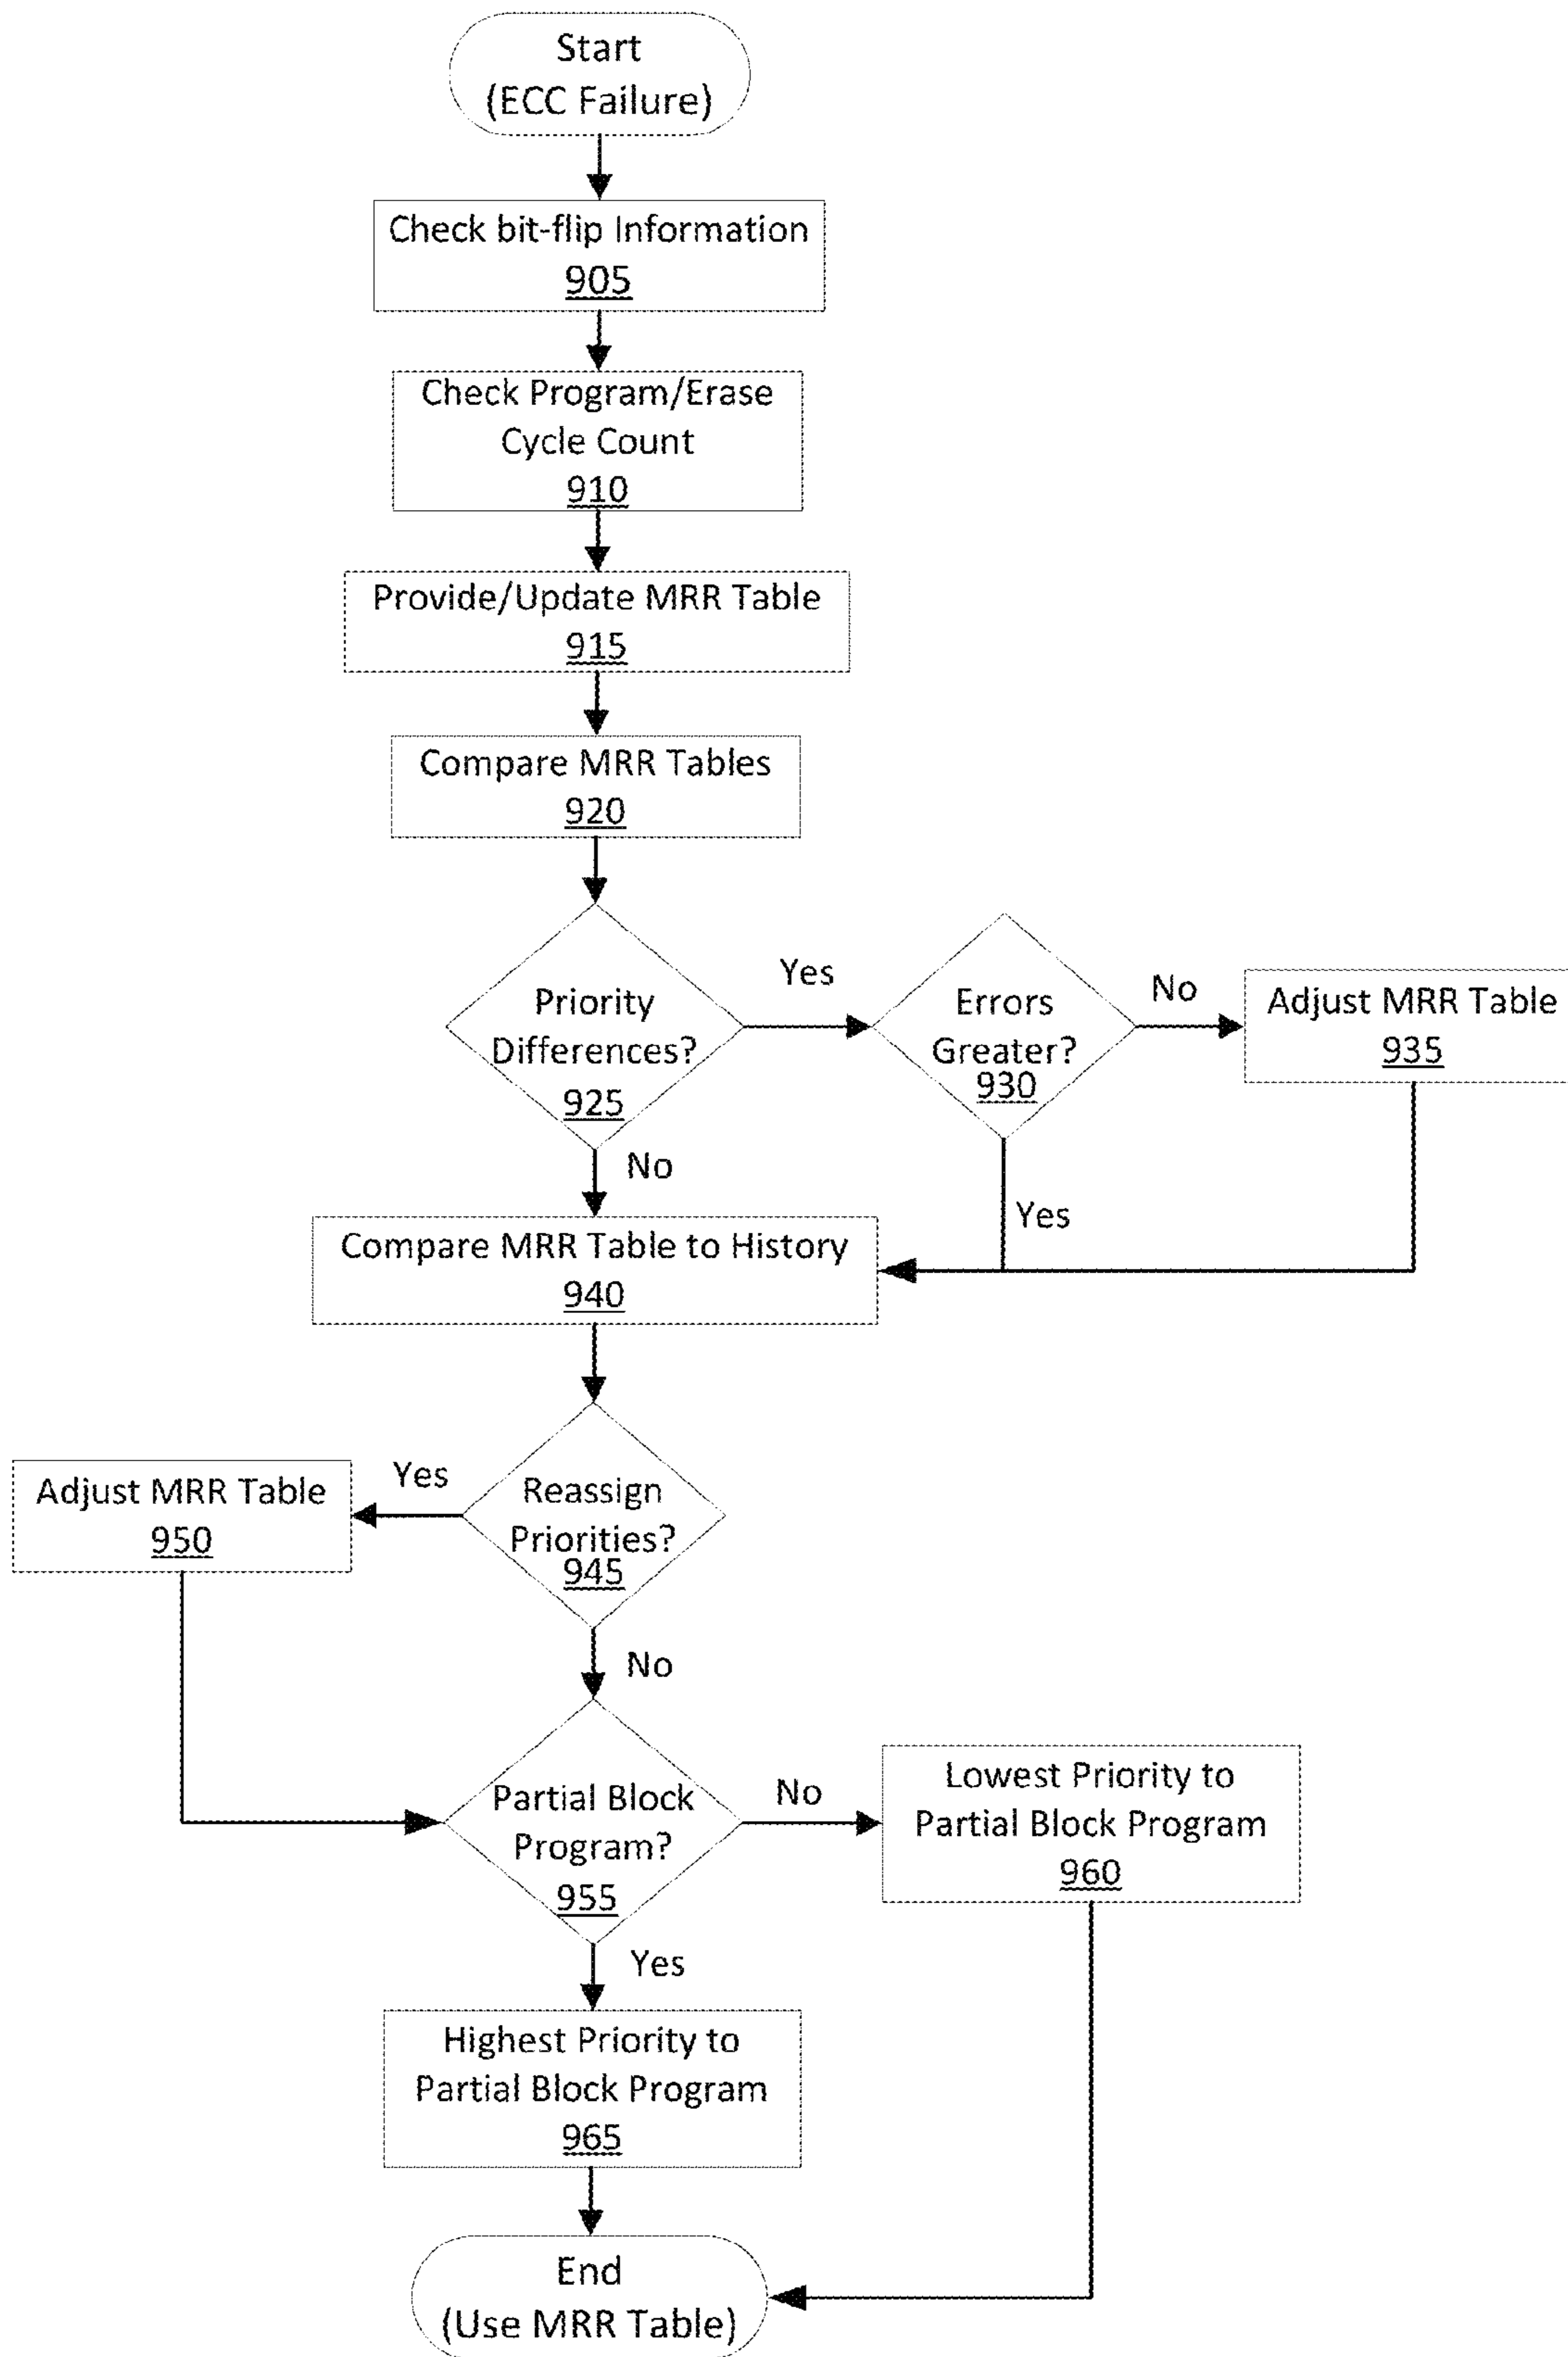 Start
(ECC Failure)
Check bit-flip Information
905
Check Program/Erase
Cycle Count
910
Provide/Update MRR Table
915
Compare MRR Tables
920
Priority
Differences?
925
Yes
Errors
Greater?
930
No
Adjust MRR Table
935
No
Yes
Compare MRR Table to History
940
Reassign
Priorities?
945
Yes
Adjust MRR Table
950
No
Partial Block
Program?
955
No
Lowest Priority to
Partial Block Program
960
Yes
Highest Priority to
Partial Block Program
965
End
(Use MRR Table)